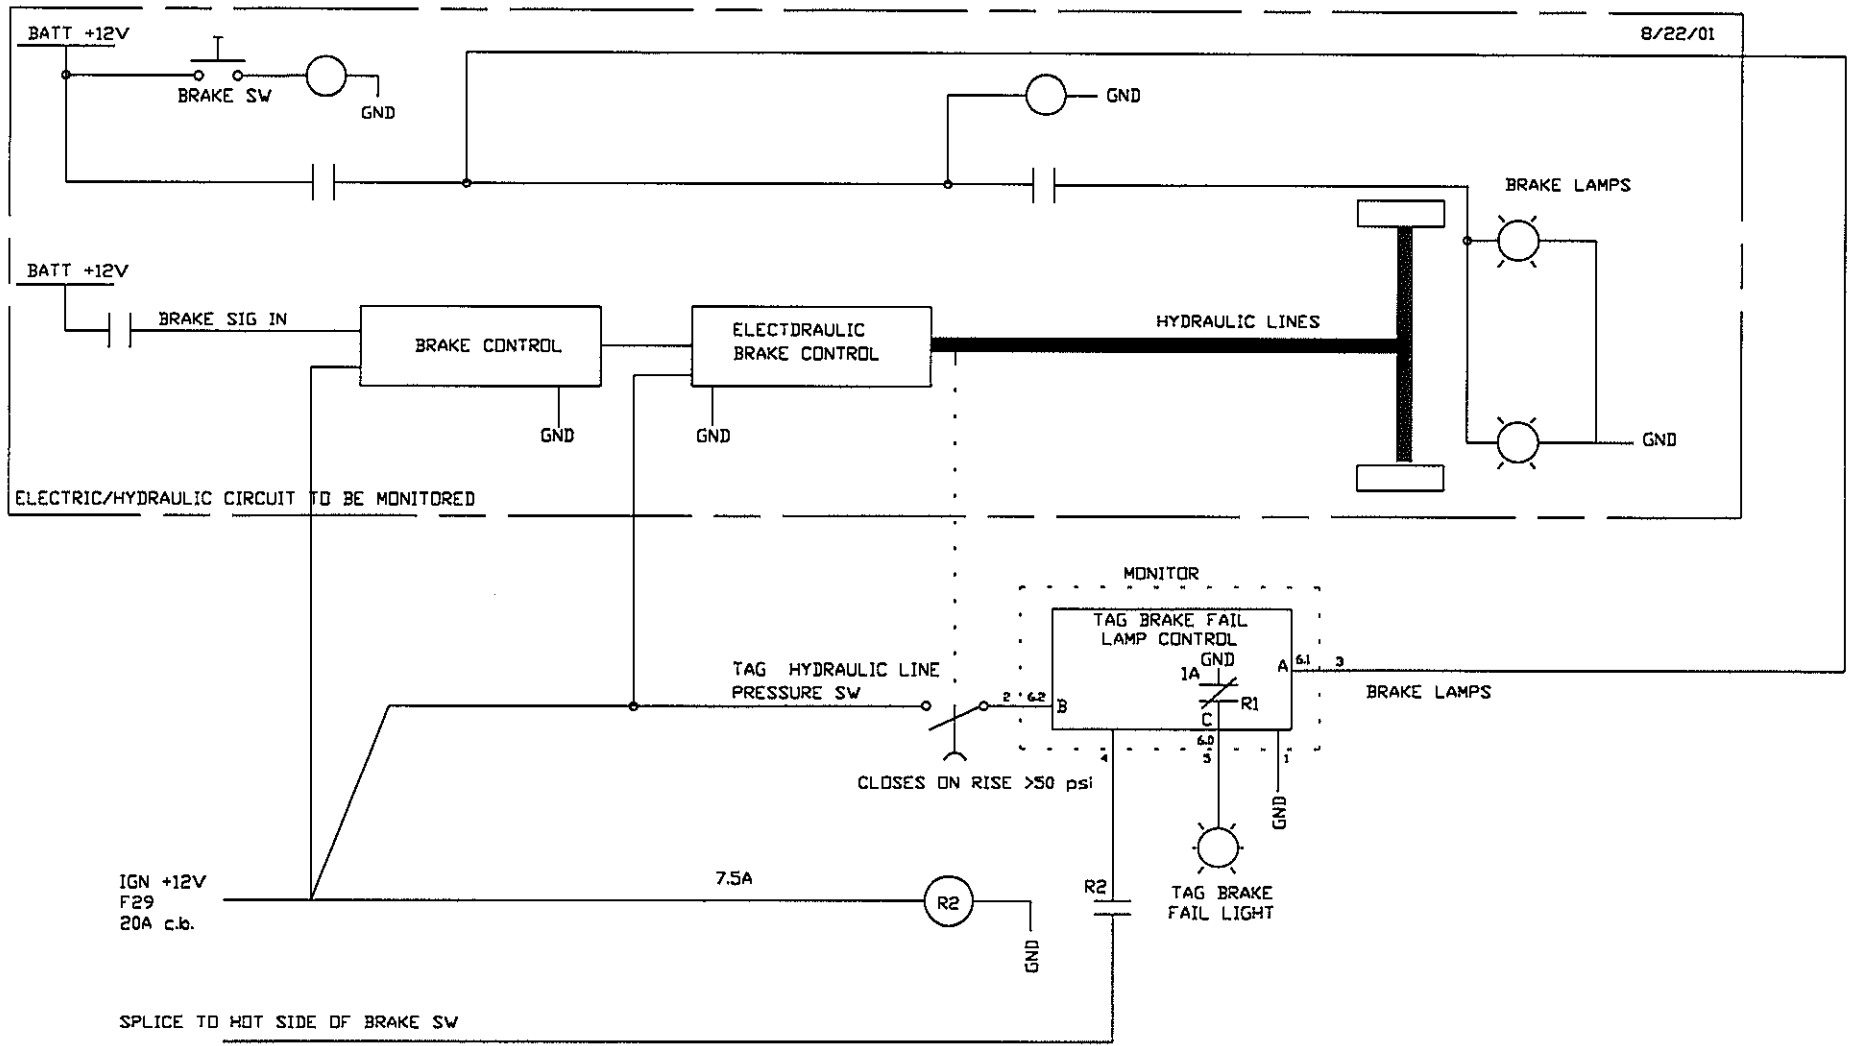 BATT +12V
8/22/01
BRAKE SW
GND
GND
BRAKE LAMPS
BATT +12V
BRAKE SIG IN
BRAKE CONTROL
ELECTDRAULIC
BRAKE CONTROL
HYDRAULIC LINES
GND
GND
GND
ELECTRIC/HYDRAULIC CIRCUIT TO BE MONITORED
MONITOR
TAG BRAKE FAIL
LAMP CONTROL
GND
1A
R1
C
A
6.1
3
BRAKE LAMPS
TAG HYDRAULIC LINE
PRESSURE SW
2
6.2
B
4
6.0
5
1
CLOSES ON RISE >50 psi
GND
IGN +12V
F29
20A c.b.
7.5A
R2
GND
R2
TAG BRAKE
FAIL LIGHT
SPLICE TO HOT SIDE OF BRAKE SW